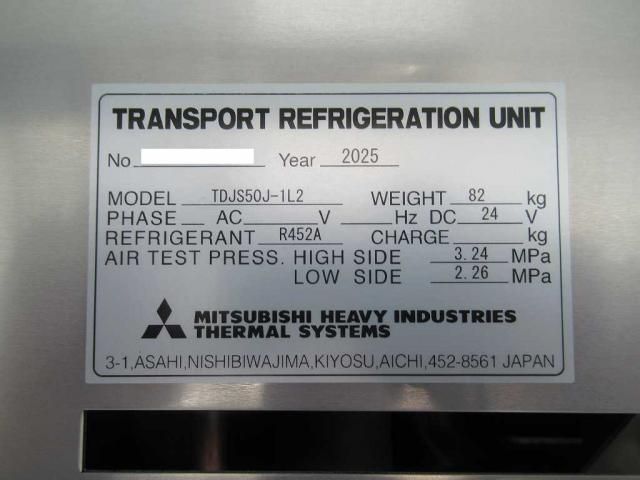 TRANSPORT REFRIGERATION UNIT
No Year 2025
MODEL TDJS50J-1L2 WEIGHT 82 kg
PHASE AC V Hz DC 24 V
REFRIGERANT R452A CHARGE kg
AIR TEST PRESS. HIGH SIDE 3.24 MPa
LOW SIDE 2.26 MPa
MITSUBISHI HEAVY INDUSTRIES
THERMAL SYSTEMS
3-1,ASAHI,NISHIBIWAJIMA,KIYOSU,AICHI,452-8561 JAPAN